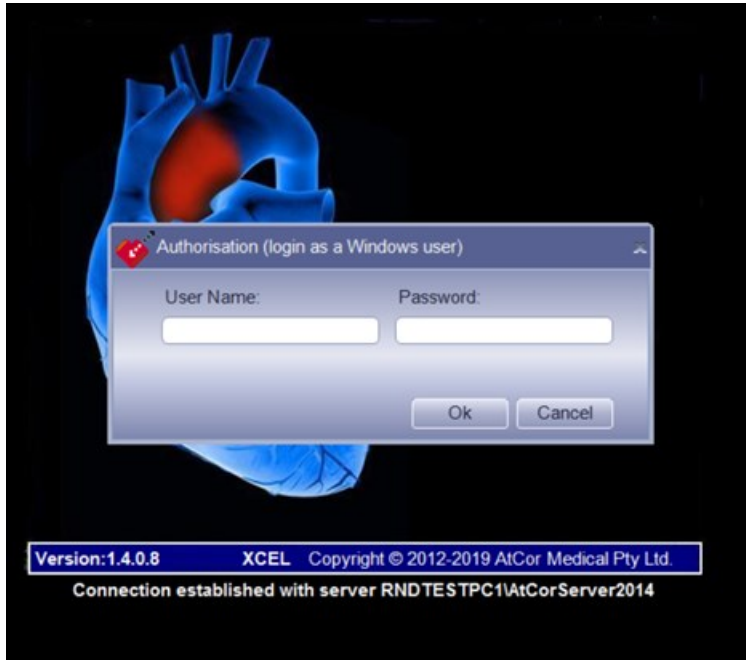 Authorisation (login as a Windows user)
User Name: Password:
Ok Cancel
Version:1.4.0.8 XCEL Copyright © 2012-2019 AtCor Medical Pty Ltd.
Connection established with server RNDTESTPC1\AtCorServer2014